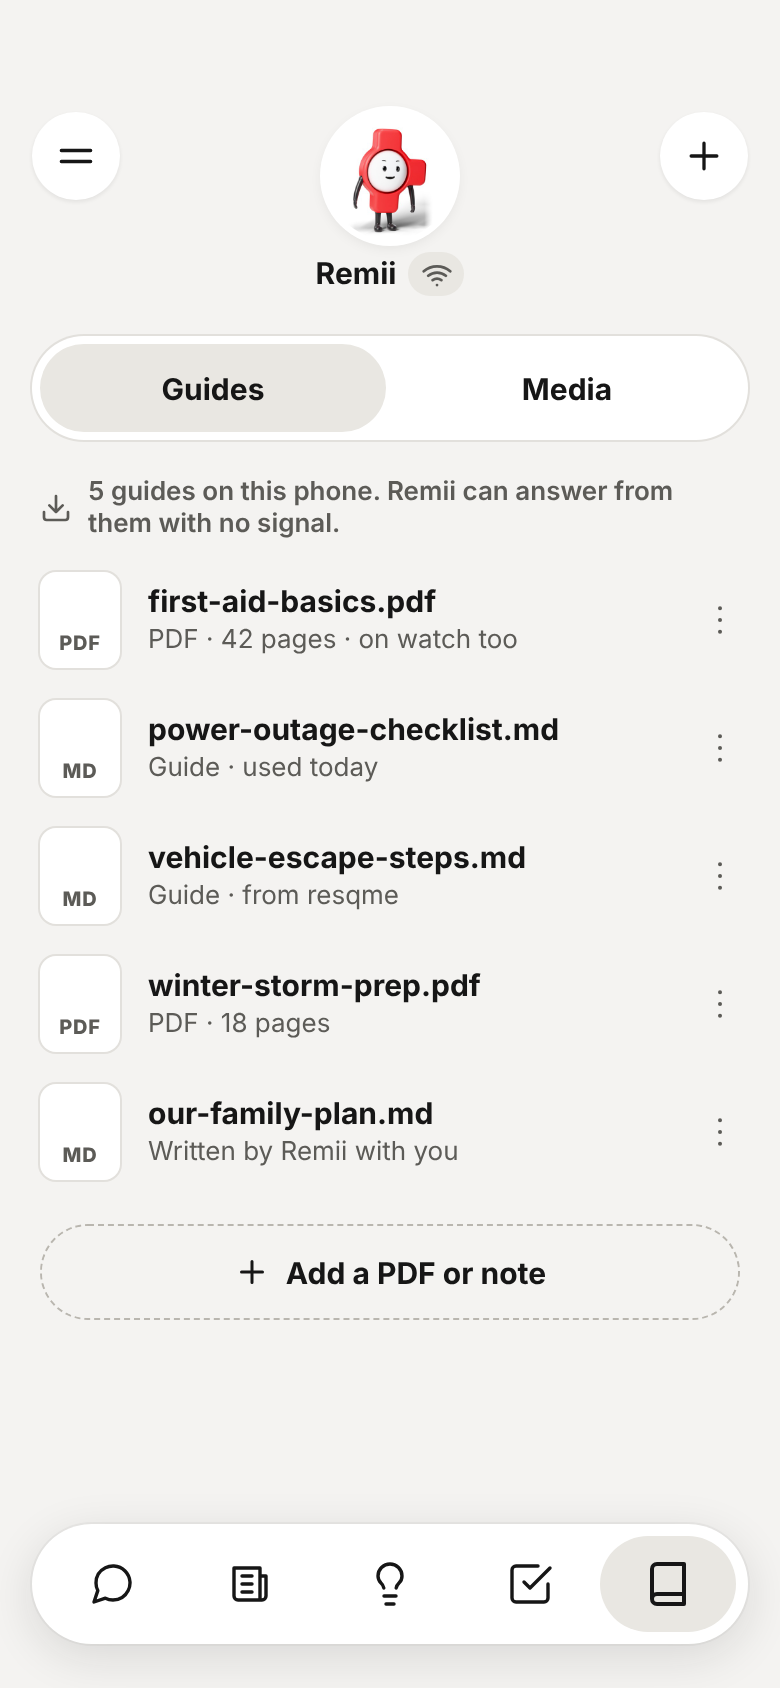 Remii
Guides
Media
5 guides on this phone. Remii can answer from
them with no signal.
PDF
first-aid-basics.pdf
PDF · 42 pages · on watch too
MD
power-outage-checklist.md
Guide · used today
MD
vehicle-escape-steps.md
Guide · from resqme
PDF
winter-storm-prep.pdf
PDF · 18 pages
MD
our-family-plan.md
Written by Remii with you
Add a PDF or note